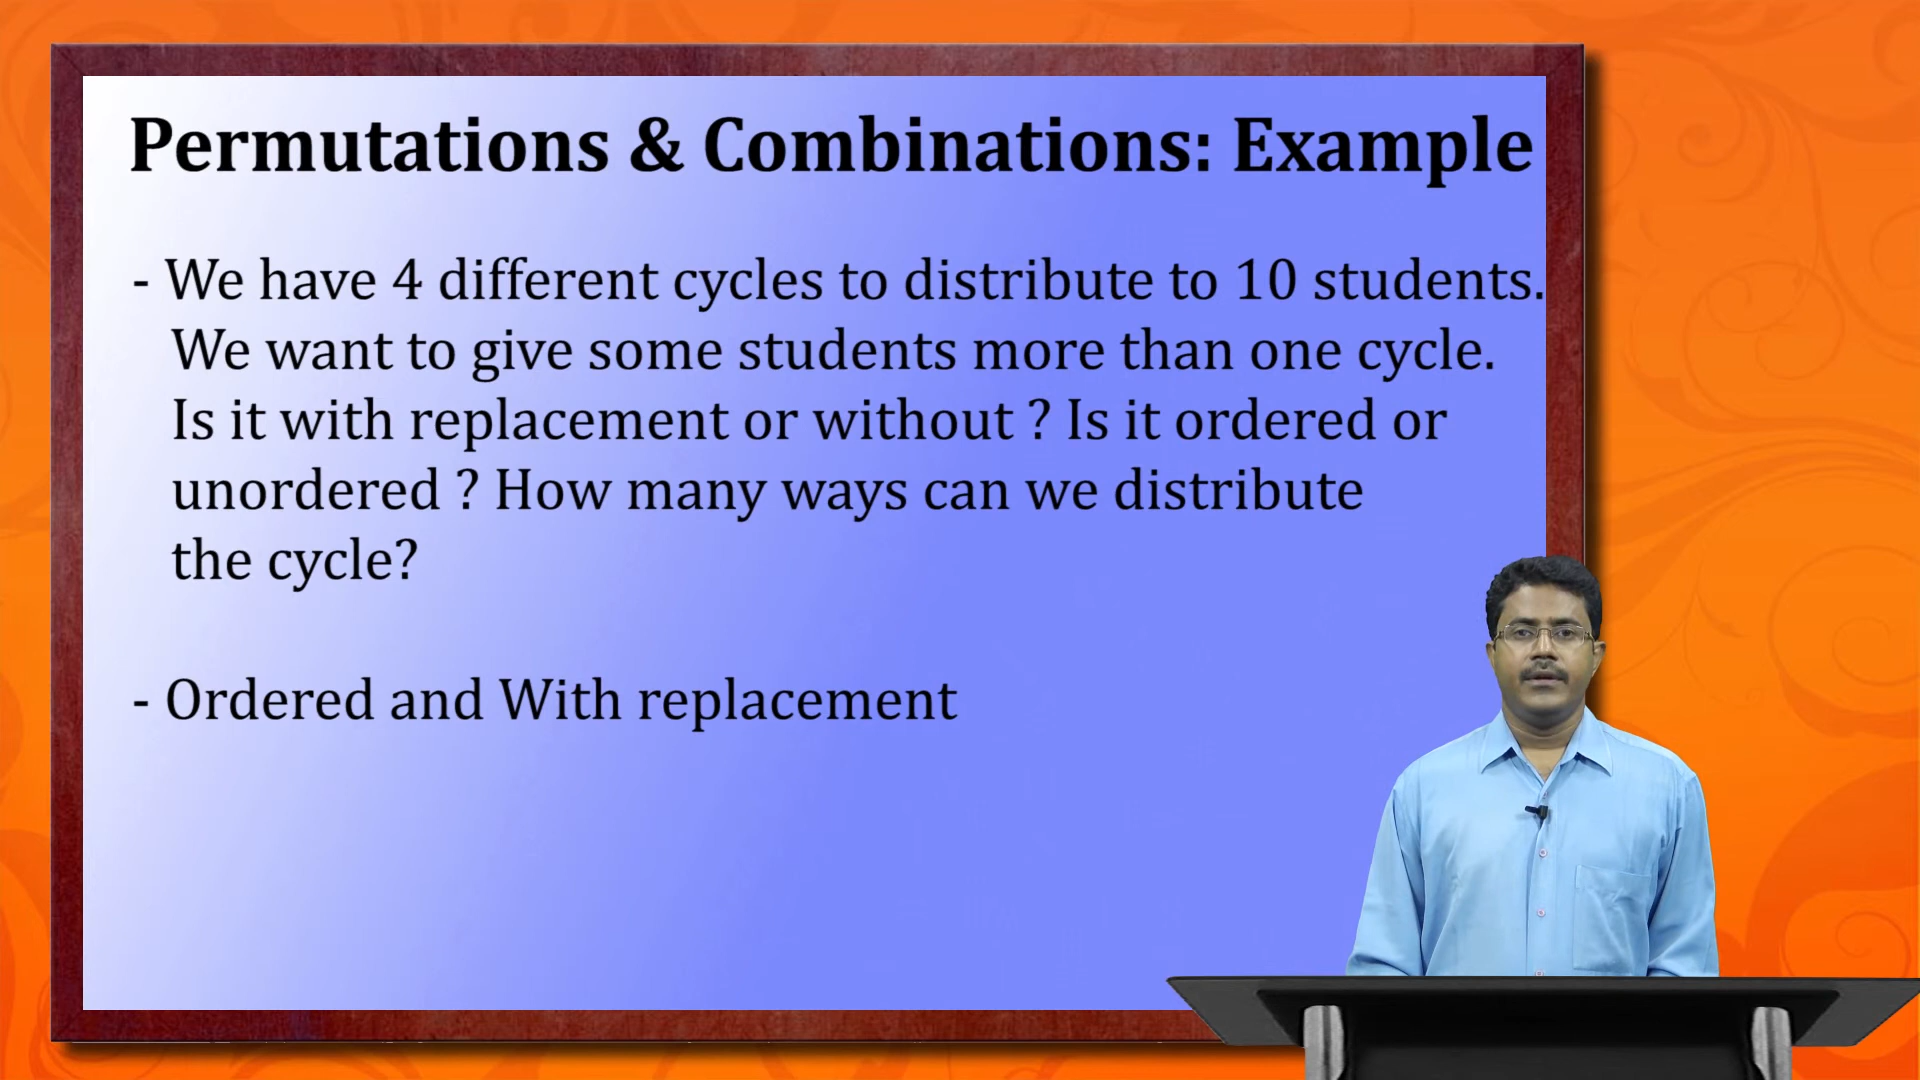 Permutations & Combinations: Example
- We have 4 different cycles to distribute to 10 students.
We want to give some students more than one cycle.
Is it with replacement or without ? Is it ordered or
unordered ? How many ways can we distribute
the cycle?
- Ordered and With replacement